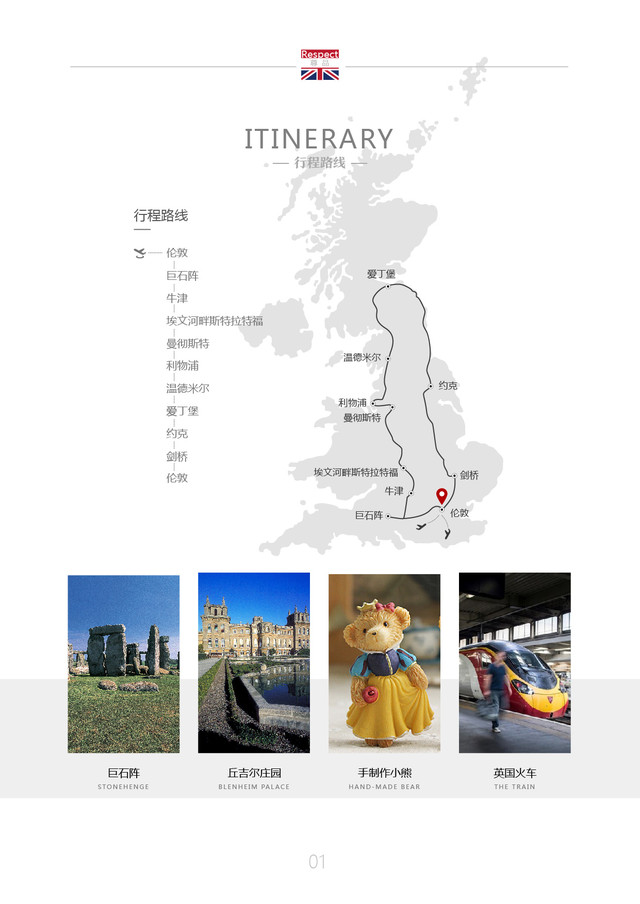 Respect
尊 品
ITINERARY
行程路线
行程路线
伦敦
巨石阵
牛津
埃文河畔斯特拉特福
曼彻斯特
利物浦
温德米尔
爱丁堡
约克
剑桥
伦敦
爱丁堡
温德米尔
约克
利物浦
曼彻斯特
埃文河畔斯特拉特福
剑桥
牛津
巨石阵
伦敦
巨石阵
STONEHENGE
丘吉尔庄园
BLENHEIM PALACE
手制作小熊
HAND-MADE BEAR
英国火车
THE TRAIN
01